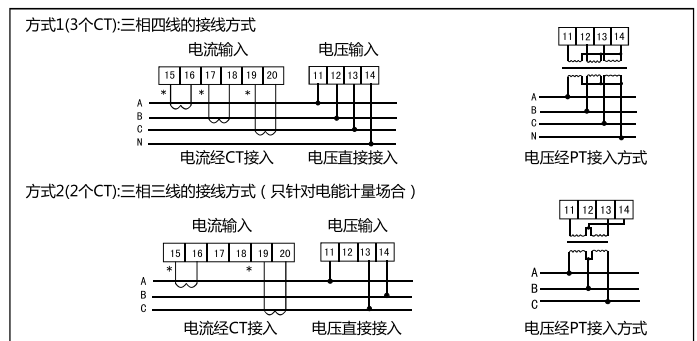 方式1(3个CT):三相四线的接线方式
电流输入 电压输入
15 16 17 18 19 20 11 12 13 14
* * *
A
B
C
N
电流经CT接入 电压直接接入
11 12 13 14
A
B
C
N
电压经PT接入方式
方式2(2个CT):三相三线的接线方式（只针对电能计量场合）
电流输入 电压输入
15 16 17 18 19 20 11 12 13 14
* *
A
B
C
电流经CT接入 电压直接接入
11 12 13 14
A
B
C
电压经PT接入方式